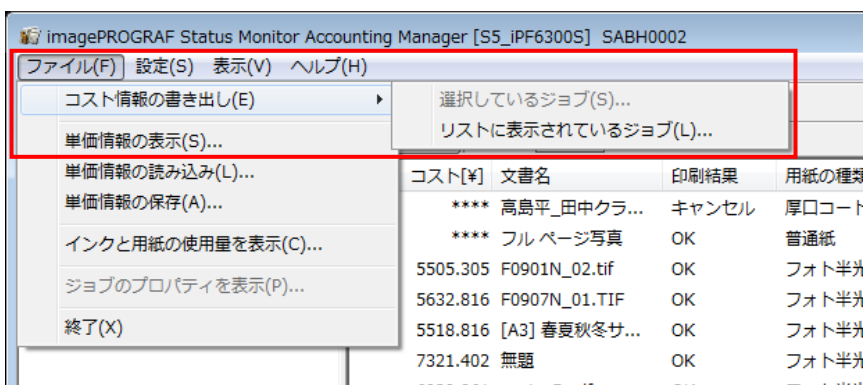 imagePROGRAF Status Monitor Accounting Manager [S5_iPF6300S] SABH0002
ファイル(F) 設定(S) 表示(V) ヘルプ(H)
コスト情報の書き出し(E)
選択しているジョブ(S)...
リストに表示されているジョブ(L)...
単価情報の表示(S)...
単価情報の読み込み(L)...
単価情報の保存(A)...
インクと用紙の使用量を表示(C)...
ジョブのプロパティを表示(P)...
終了(X)
コスト[¥] 文書名 印刷結果 用紙の種類
**** 高島平_田中クラ... キャンセル 厚口コート
**** フル ページ写真 OK 普通紙
5505.305 F0901N_02.tif OK フォト半光
5632.816 F0907N_01.TIF OK フォト半光
5518.816 [A3] 春夏秋冬サ... OK フォト半光
7321.402 無題 OK フォト半光